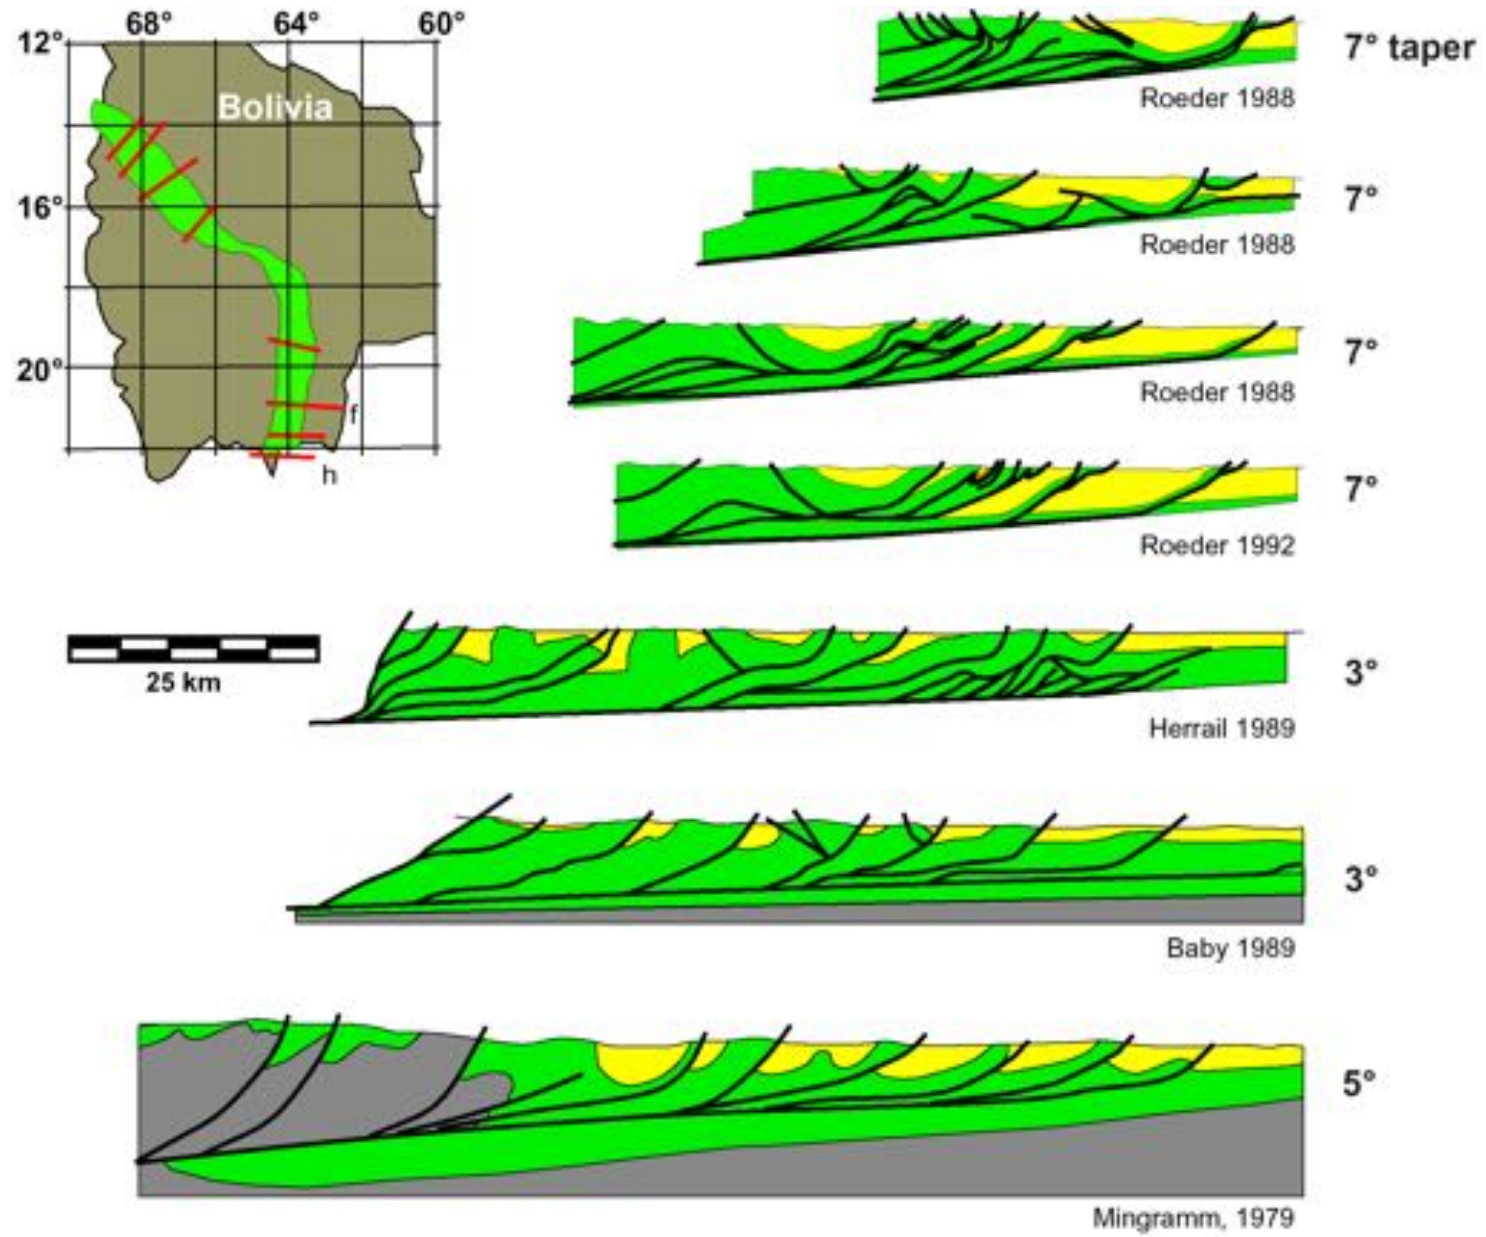 68° 64° 60°
12°
Bolivia
16°
20°
f
h
7° taper
Roeder 1988
7°
Roeder 1988
7°
Roeder 1988
7°
Roeder 1992
25 km
3°
Herrail 1989
3°
Baby 1989
5°
Mingramm, 1979